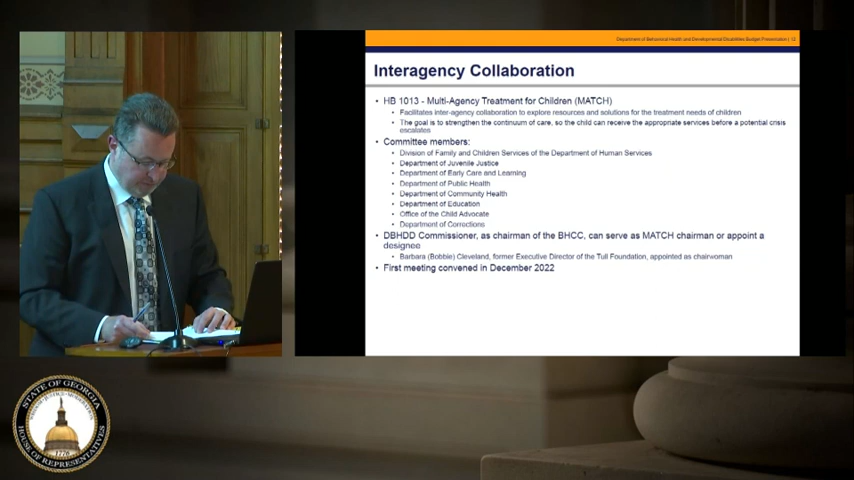 Department of Behavioral Health and Developmental Disabilities Budget Presentation | 12
Interagency Collaboration
• HB 1013 - Multi-Agency Treatment for Children (MATCH)
• Facilitates inter-agency collaboration to explore resources and solutions for the treatment needs of children
• The goal is to strengthen the continuum of care, so the child can receive the appropriate services before a potential crisis
escalates
• Committee members:
• Division of Family and Children Services of the Department of Human Services
• Department of Juvenile Justice
• Department of Early Care and Learning
• Department of Public Health
• Department of Community Health
• Department of Education
• Office of the Child Advocate
• Department of Corrections
• DBHDD Commissioner, as chairman of the BHCC, can serve as MATCH chairman or appoint a
designee
• Barbara (Bobbie) Cleveland, former Executive Director of the Tull Foundation, appointed as chairwoman
• First meeting convened in December 2022
STATE OF GEORGIA
1776
HOUSE OF REPRESENTATIVES